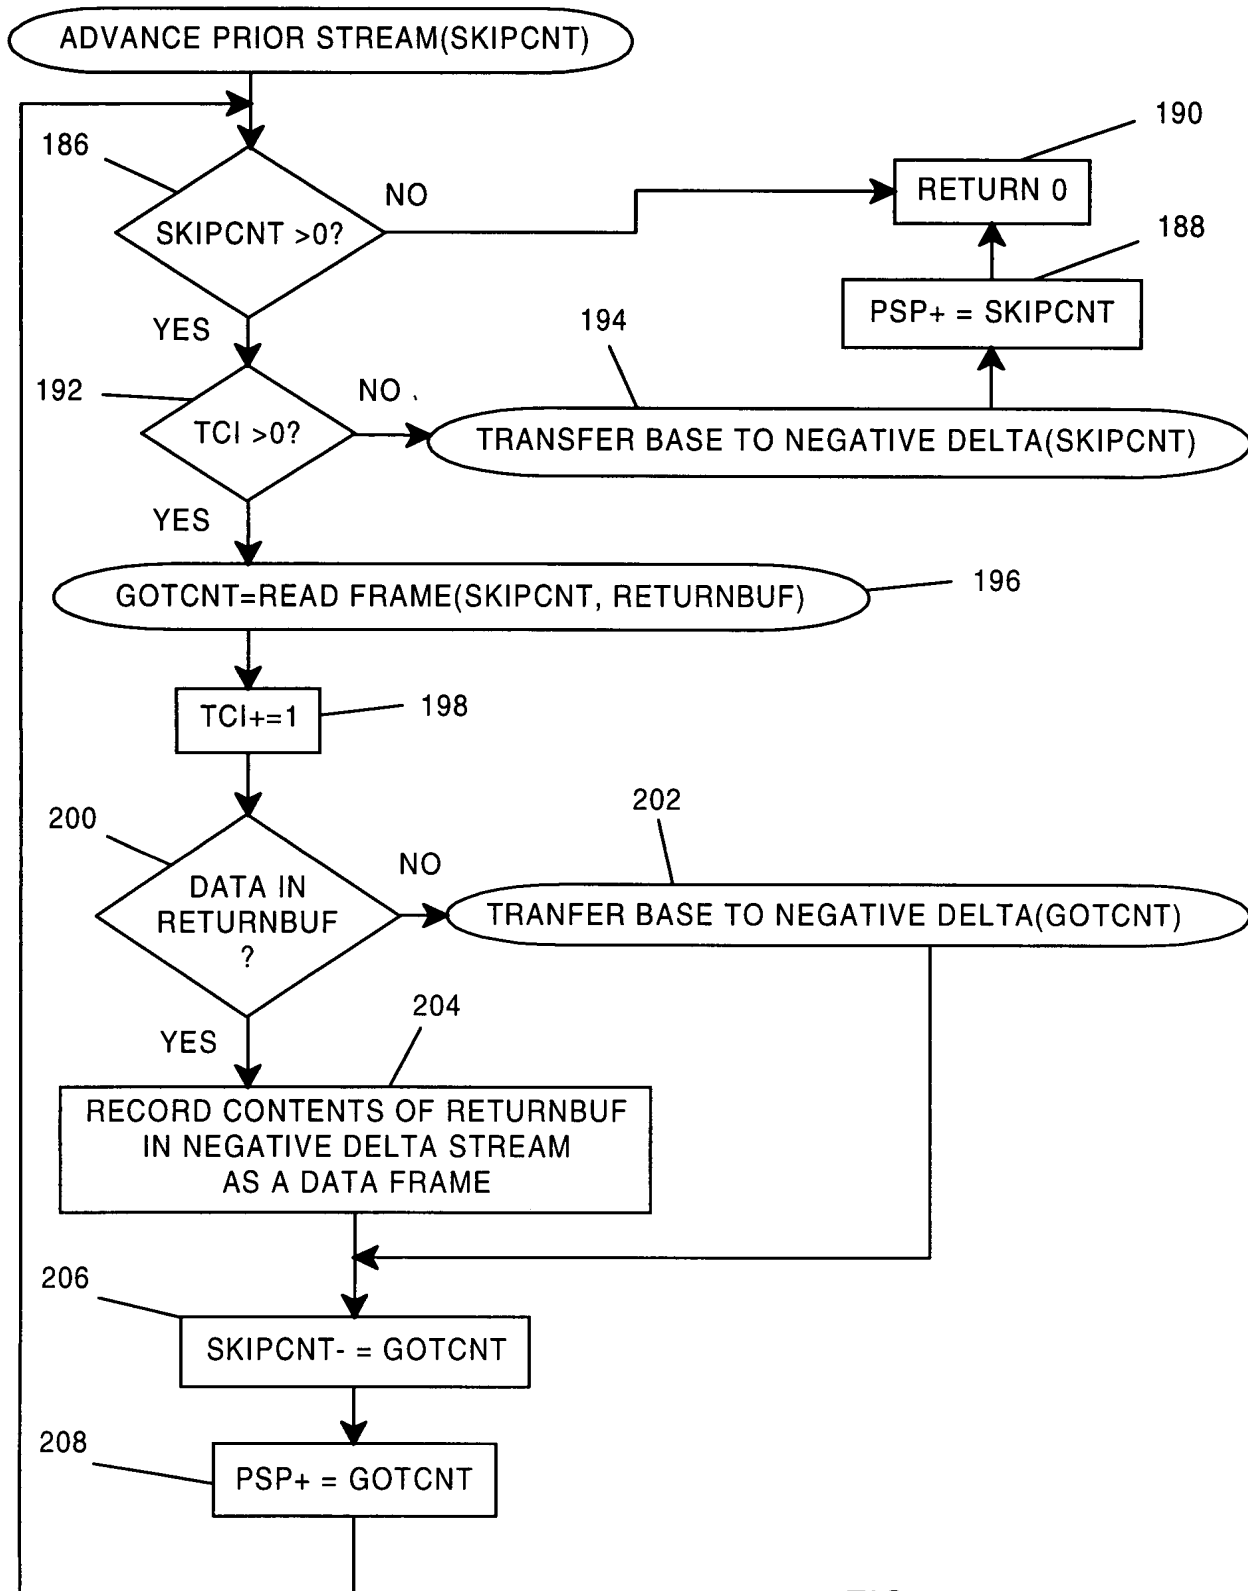 ADVANCE PRIOR STREAM(SKIPCNT)
186
SKIPCNT >0?
NO
190
RETURN 0
188
PSP+ = SKIPCNT
YES
192
TCI >0?
NO
194
TRANSFER BASE TO NEGATIVE DELTA(SKIPCNT)
YES
GOTCNT=READ FRAME(SKIPCNT, RETURNBUF)
196
TCI+=1
198
200
DATA IN
RETURNBUF
?
NO
202
TRANFER BASE TO NEGATIVE DELTA(GOTCNT)
YES
204
RECORD CONTENTS OF RETURNBUF
IN NEGATIVE DELTA STREAM
AS A DATA FRAME
206
SKIPCNT- = GOTCNT
208
PSP+ = GOTCNT